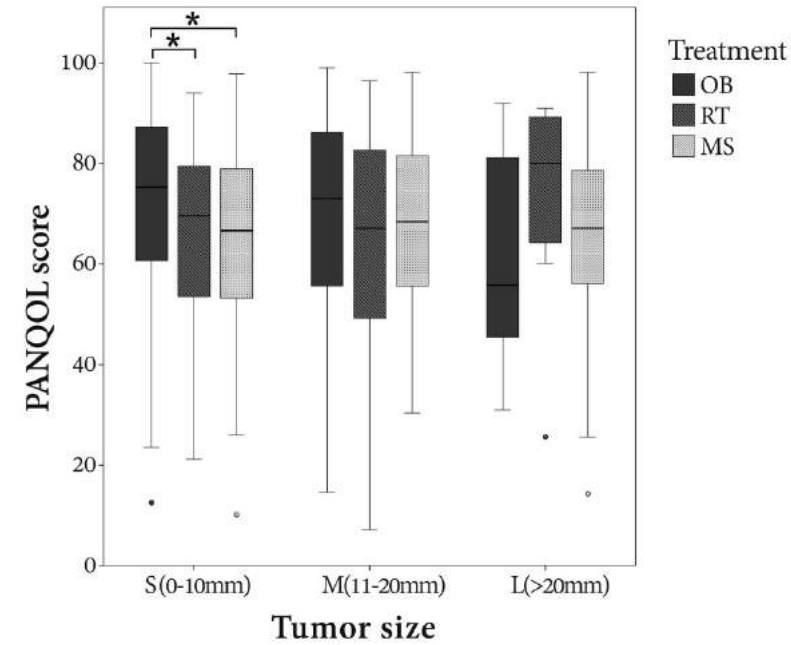 * 
*
Treatment
OB
RT
MS
100
80
60
40
20
0
PANQOL score
S(0-10mm) M(11-20mm) L(>20mm)
Tumor size